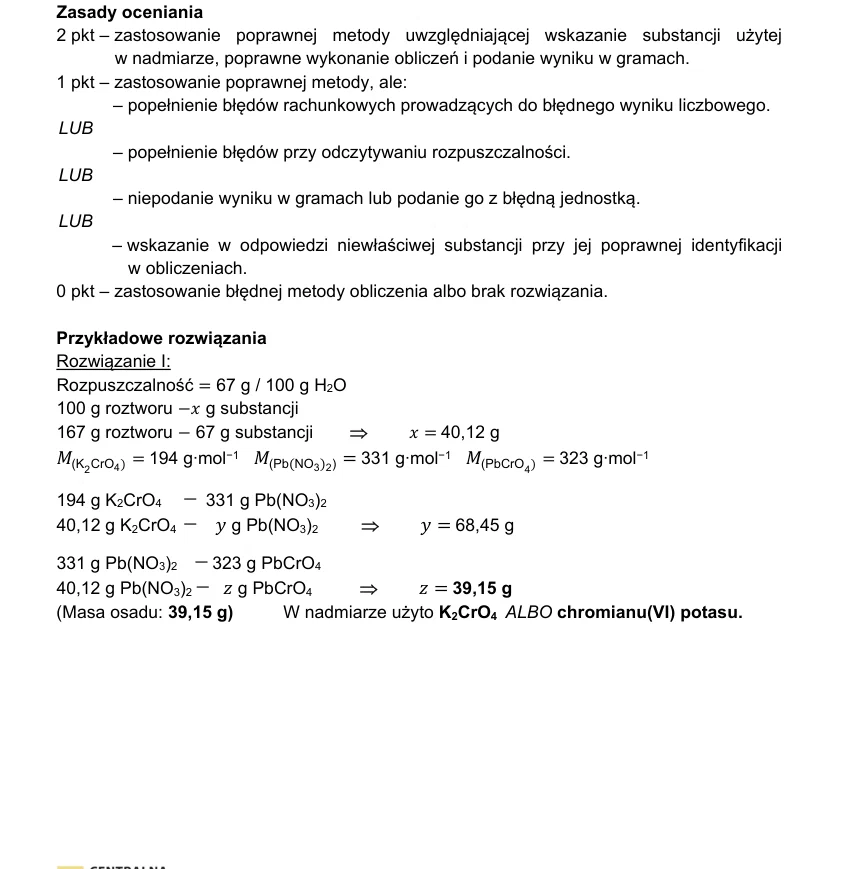 Zasady oceniania
2 pkt – zastosowanie poprawnej metody uwzględniającej wskazanie substancji użytej
w nadmiarze, poprawne wykonanie obliczeń i podanie wyniku w gramach.
1 pkt – zastosowanie poprawnej metody, ale:
– popełnienie błędów rachunkowych prowadzących do błędnego wyniku liczbowego.
LUB
– popełnienie błędów przy odczytywaniu rozpuszczalności.
LUB
– niepodanie wyniku w gramach lub podanie go z błędną jednostką.
LUB
– wskazanie w odpowiedzi niewłaściwej substancji przy jej poprawnej identyfikacji
w obliczeniach.
0 pkt – zastosowanie błędnej metody obliczenia albo brak rozwiązania.
Przykładowe rozwiązania
Rozwiązanie I:
Rozpuszczalność = 67 g / 100 g H₂O
100 g roztworu −x g substancji
167 g roztworu − 67 g substancji ⇒ x = 40,12 g
M(K₂CrO₄) = 194 g·mol⁻¹ M(Pb(NO₃)₂) = 331 g·mol⁻¹ M(PbCrO₄) = 323 g·mol⁻¹
194 g K₂CrO₄ − 331 g Pb(NO₃)₂
40,12 g K₂CrO₄ − y g Pb(NO₃)₂ ⇒ y = 68,45 g
331 g Pb(NO₃)₂ − 323 g PbCrO₄
40,12 g Pb(NO₃)₂ − z g PbCrO₄ ⇒ z = 39,15 g
(Masa osadu: 39,15 g) W nadmiarze użyto K₂CrO₄ ALBO chromianu(VI) potasu.
CENTRALNA